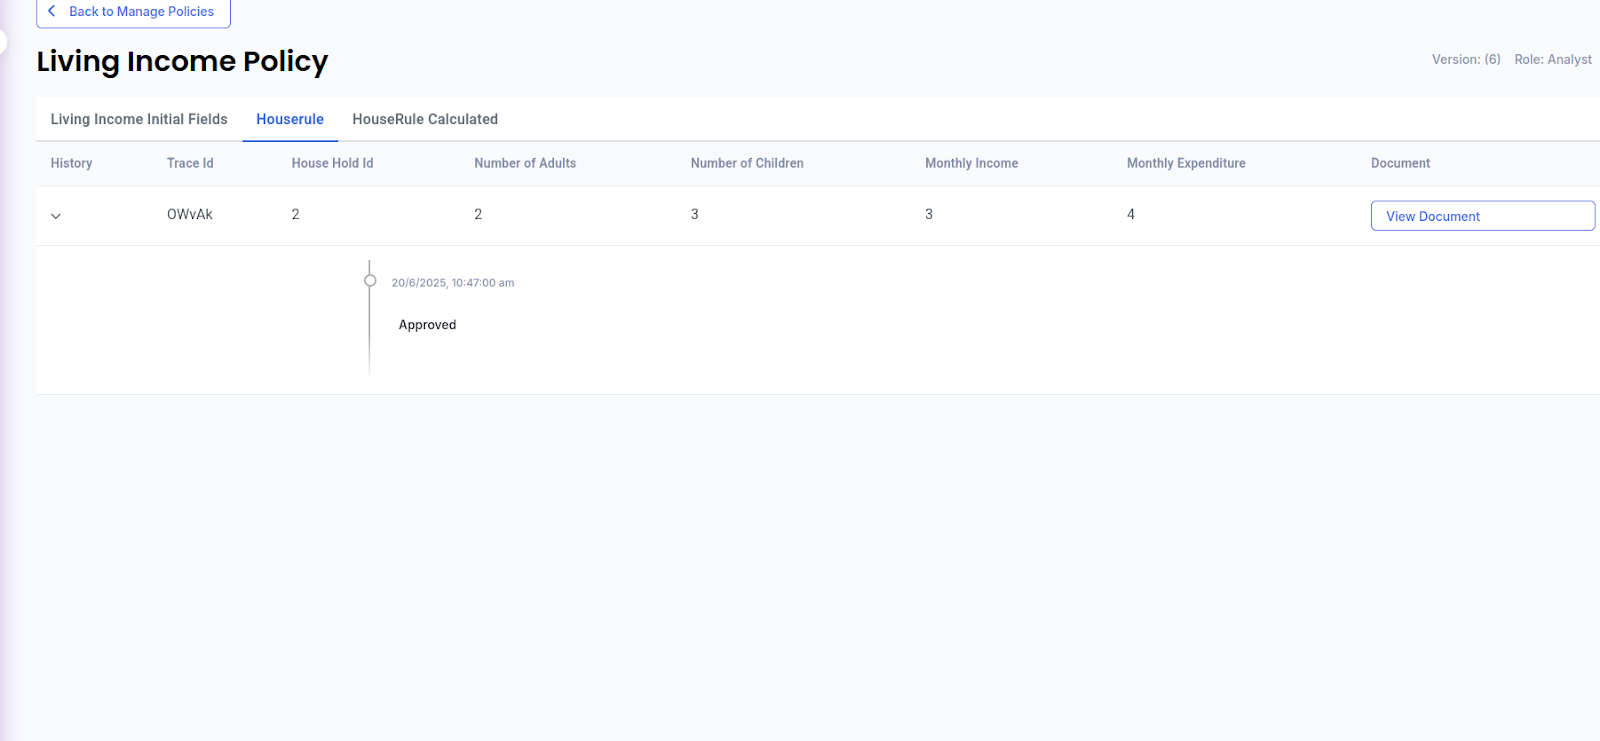 Back to Manage Policies
Living Income Policy
Version: (6) Role: Analyst
Living Income Initial Fields Houserule HouseRule Calculated
History Trace Id House Hold Id Number of Adults Number of Children Monthly Income Monthly Expenditure Document
OWvAk 2 2 3 3 4 View Document
20/6/2025, 10:47:00 am
Approved